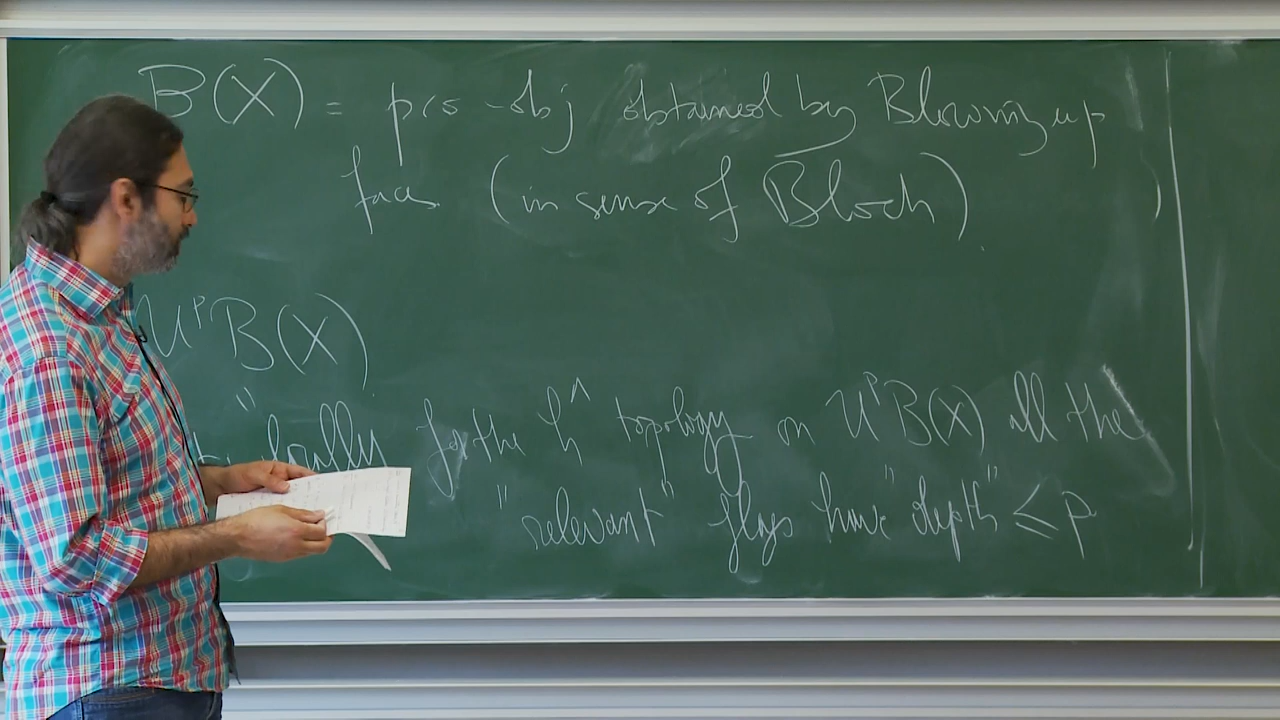 B(X) = pro-obj obtained by Blowing up
faces (in sense of Bloch) )
U^p B(X)
" locally for the h^ topology on U^p B(X) all the
"relevant" flags have "depth" ≤ p